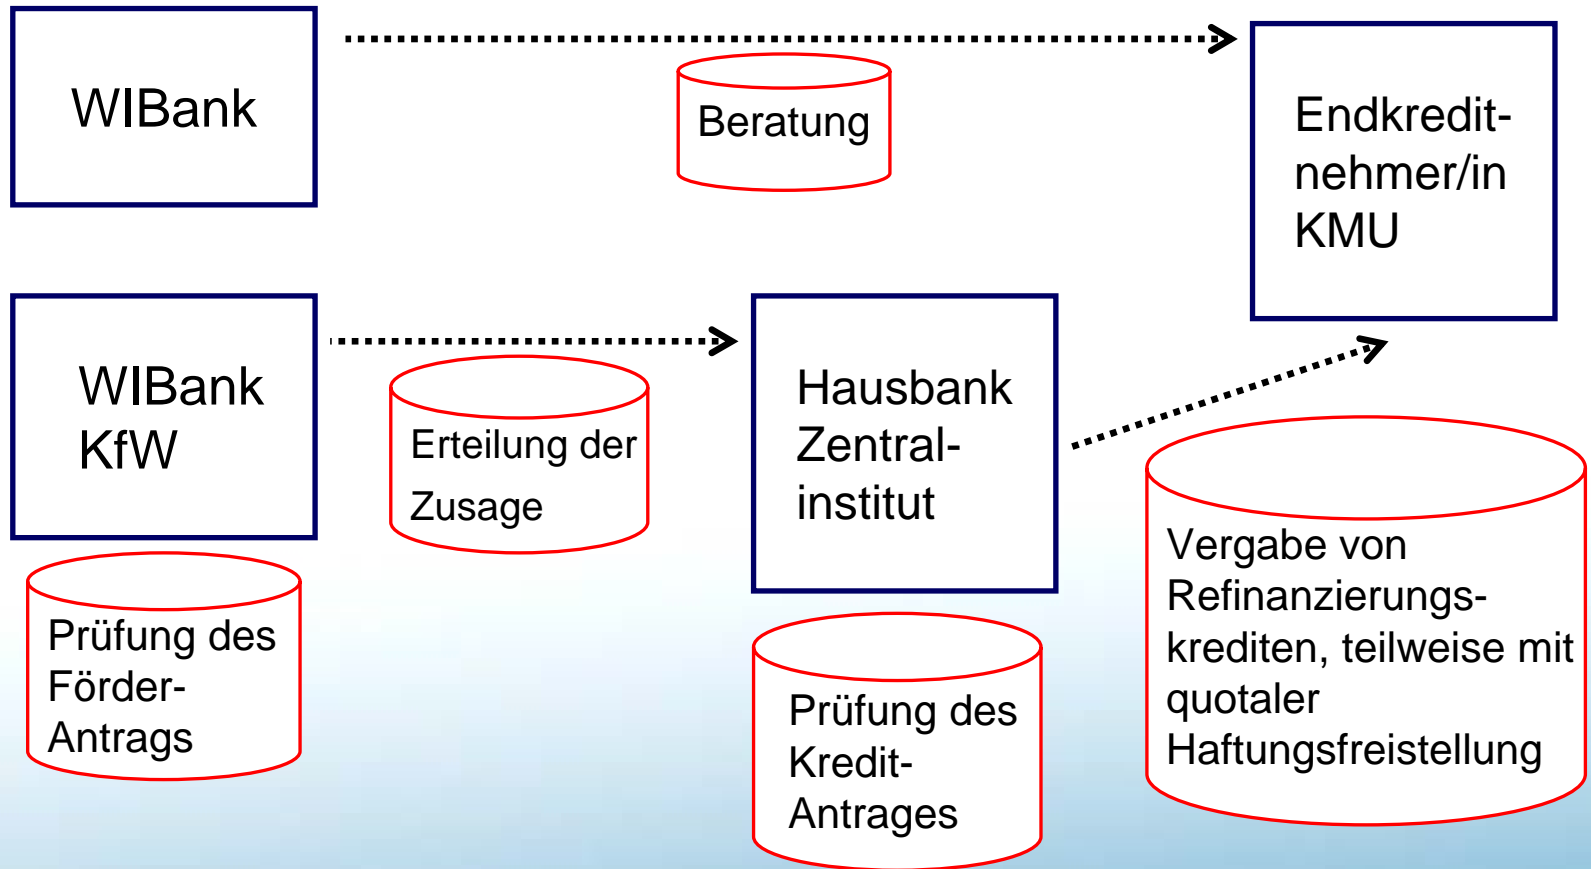 WIBank
Beratung
Endkredit-
nehmer/in
KMU
WIBank
KfW
Erteilung der
Zusage
Hausbank
Zentral-
institut
Prüfung des
Förder-
Antrags
Prüfung des
Kredit-
Antrages
Vergabe von
Refinanzierungs-
krediten, teilweise mit
quotaler
Haftungsfreistellung